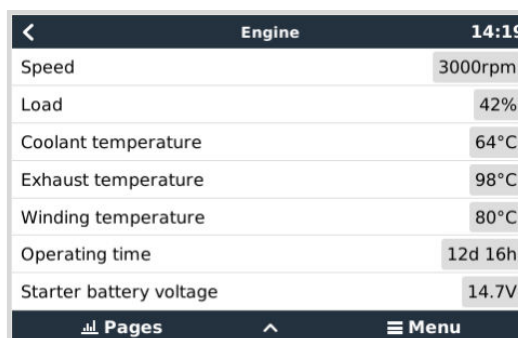 Engine 14:19
Speed 3000rpm
Load 42%
Coolant temperature 64°C
Exhaust temperature 98°C
Winding temperature 80°C
Operating time 12d 16h
Starter battery voltage 14.7V
Pages Menu